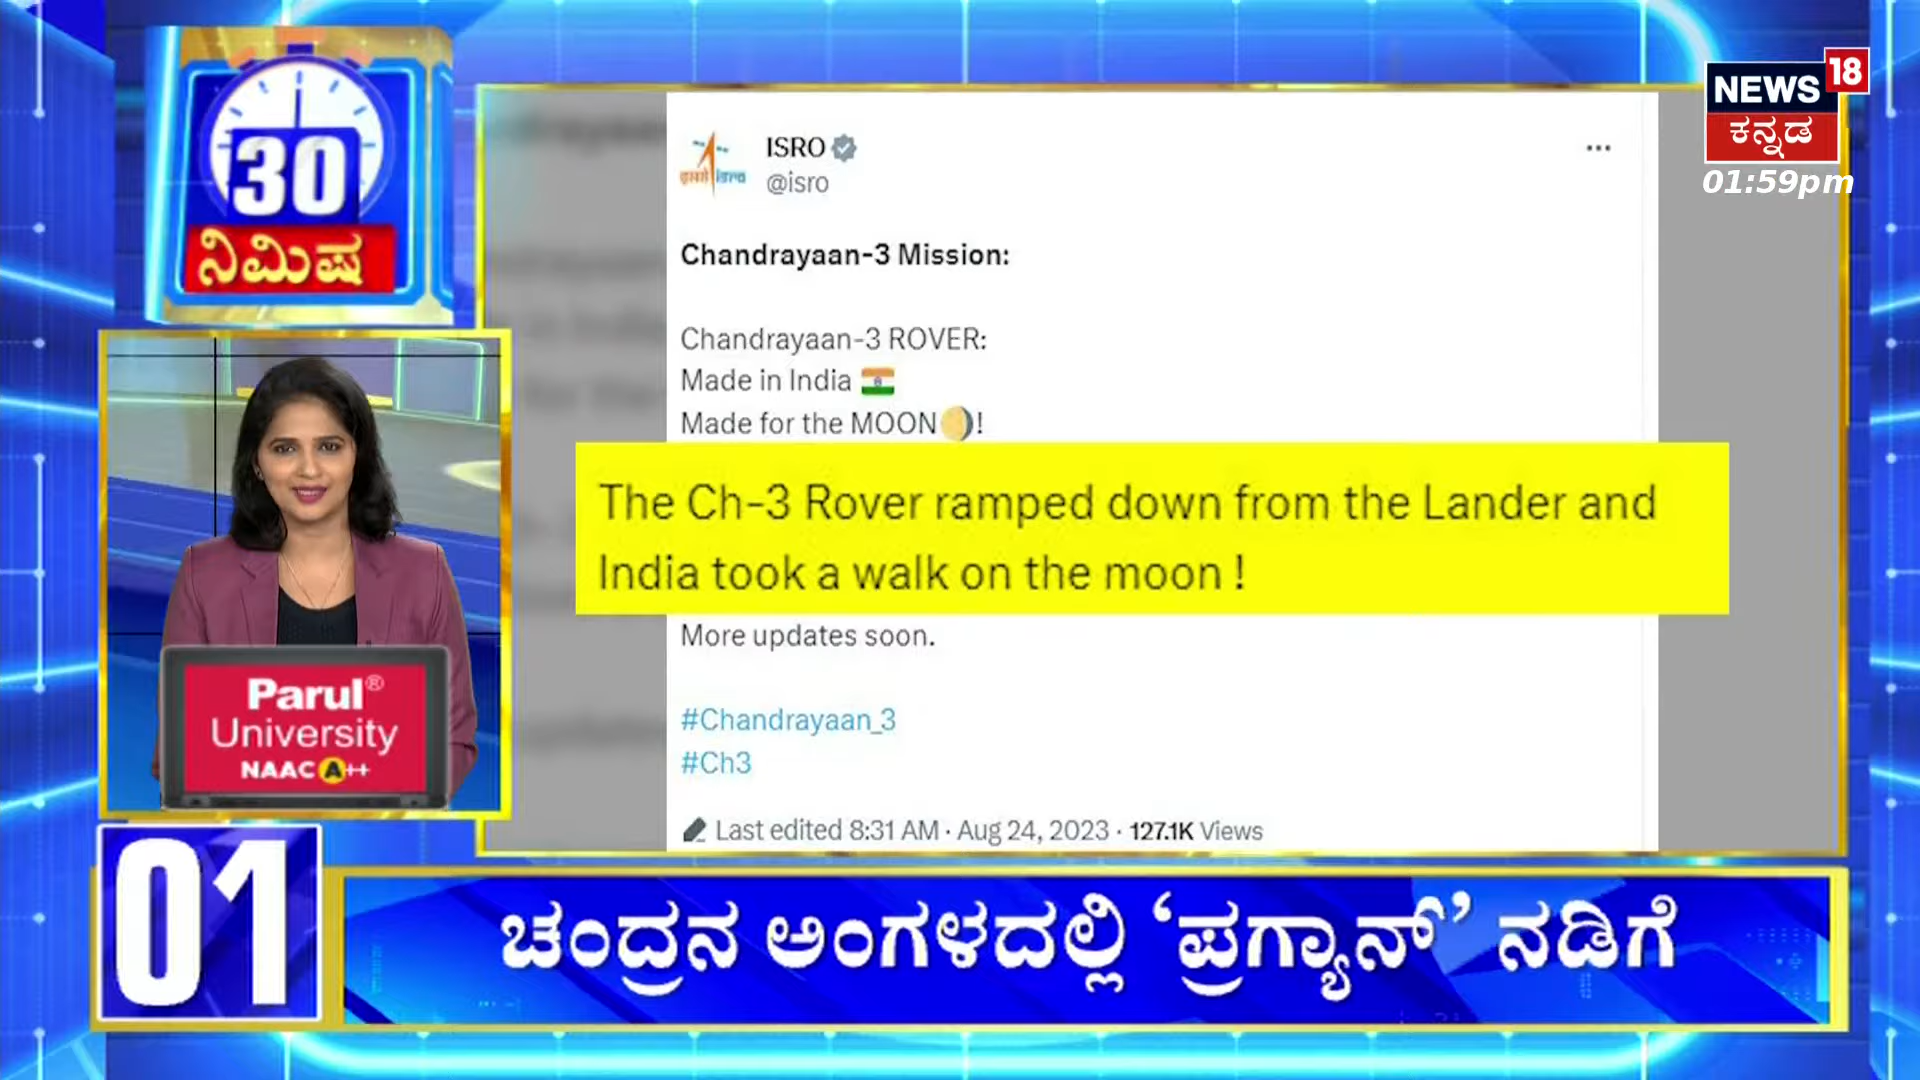 30
ನಿಮಿಷ
NEWS 18
ಕನ್ನಡ
01:59pm
इसरो isro
ISRO
@isro
Chandrayaan-3 Mission:
Chandrayaan-3 ROVER:
Made in India 🇮🇳
Made for the MOON🌖!
The Ch-3 Rover ramped down from the Lander and
India took a walk on the moon !
More updates soon.
#Chandrayaan_3
#Ch3
Last edited 8:31 AM · Aug 24, 2023 · 127.1K Views
Parul®
University
NAAC A++
01
ಚಂದ್ರನ ಅಂಗಳದಲ್ಲಿ ‘ಪ್ರಗ್ಯಾನ್’ ನಡಿಗೆ